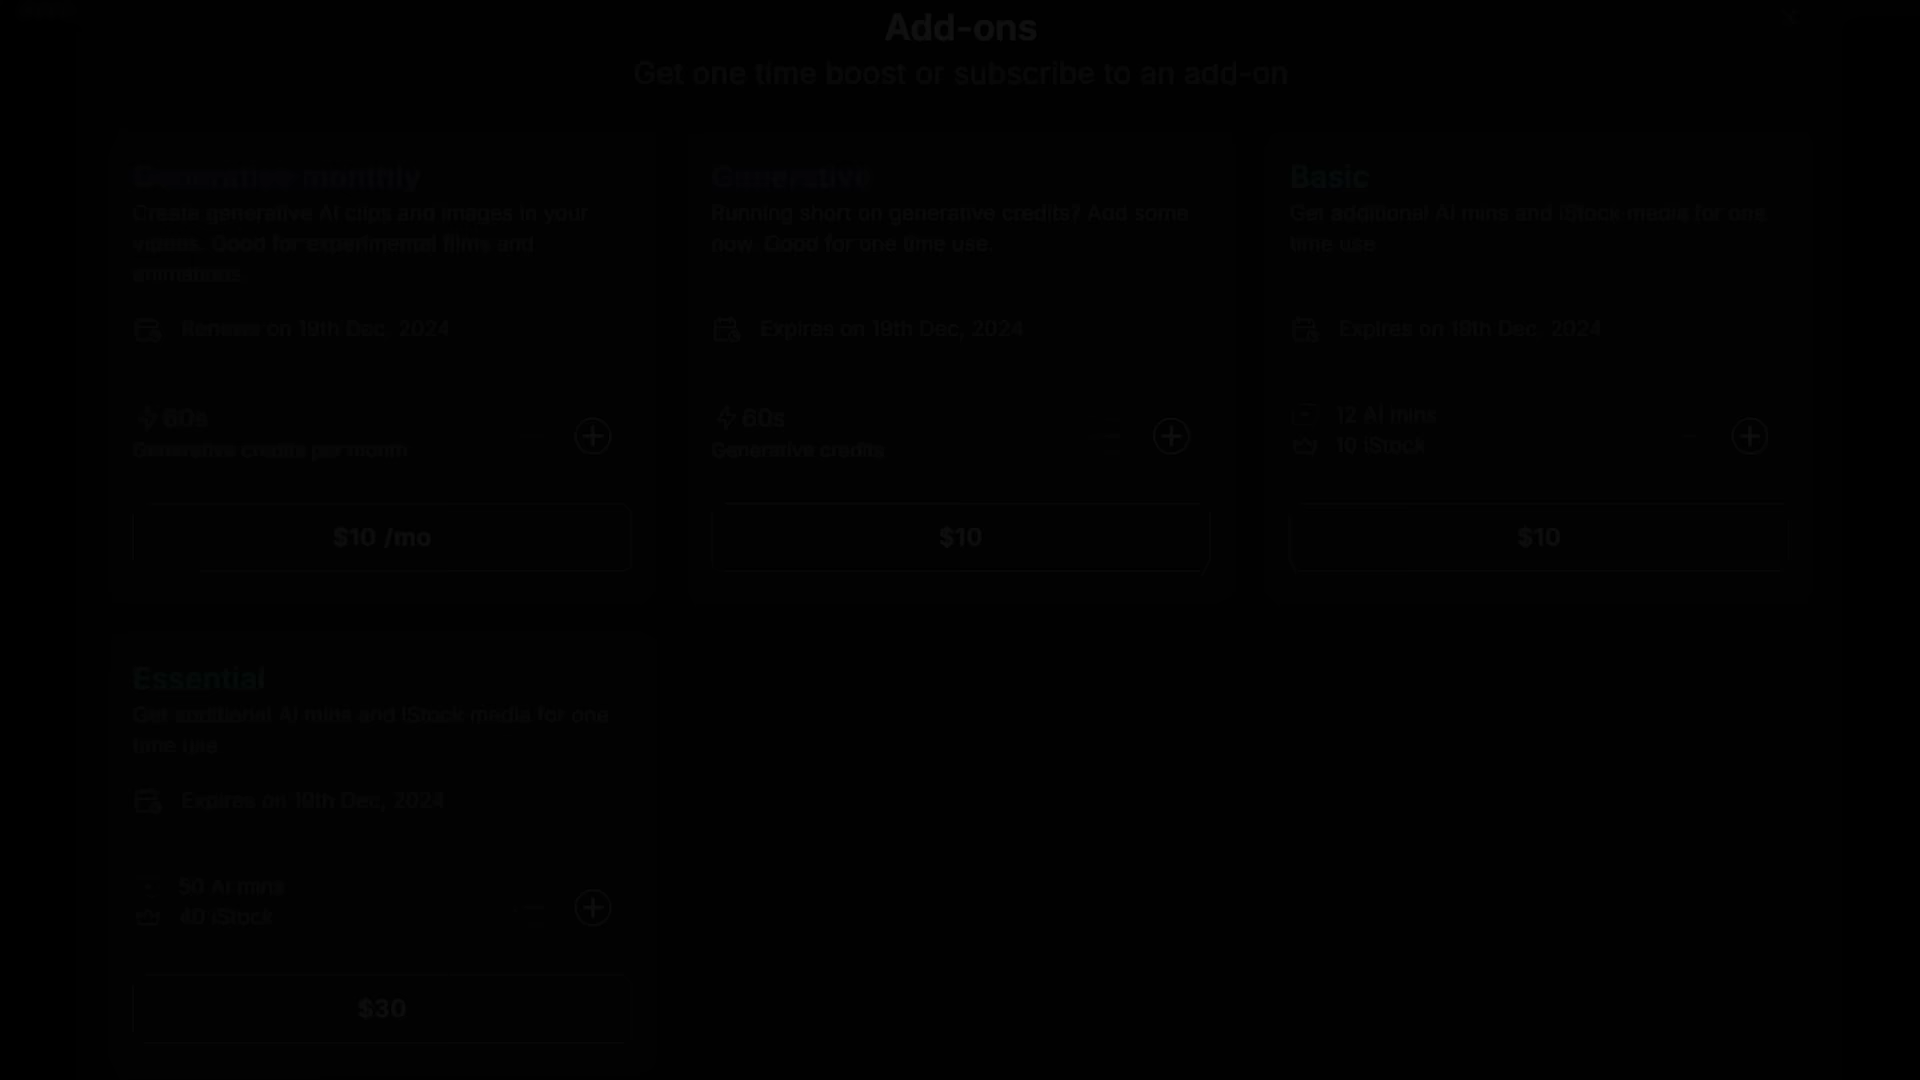 Add-ons
Get one time boost or subscribe to an add-on
Generative monthly
Create generative AI clips and images in your
videos. Good for experimental films and
animations.
Renews on 19th Dec, 2024
60s
Generative credits per month
$10 /mo
Generative
Running short on generative credits? Add some
now. Good for one time use.
Expires on 19th Dec, 2024
60s
Generative credits
$10
Basic
Get additional AI mins and iStock media for one
time use
Expires on 19th Dec, 2024
12 AI mins
10 iStock
$10
Essential
Get additional AI mins and iStock media for one
time use
Expires on 19th Dec, 2024
50 AI mins
40 iStock
$30